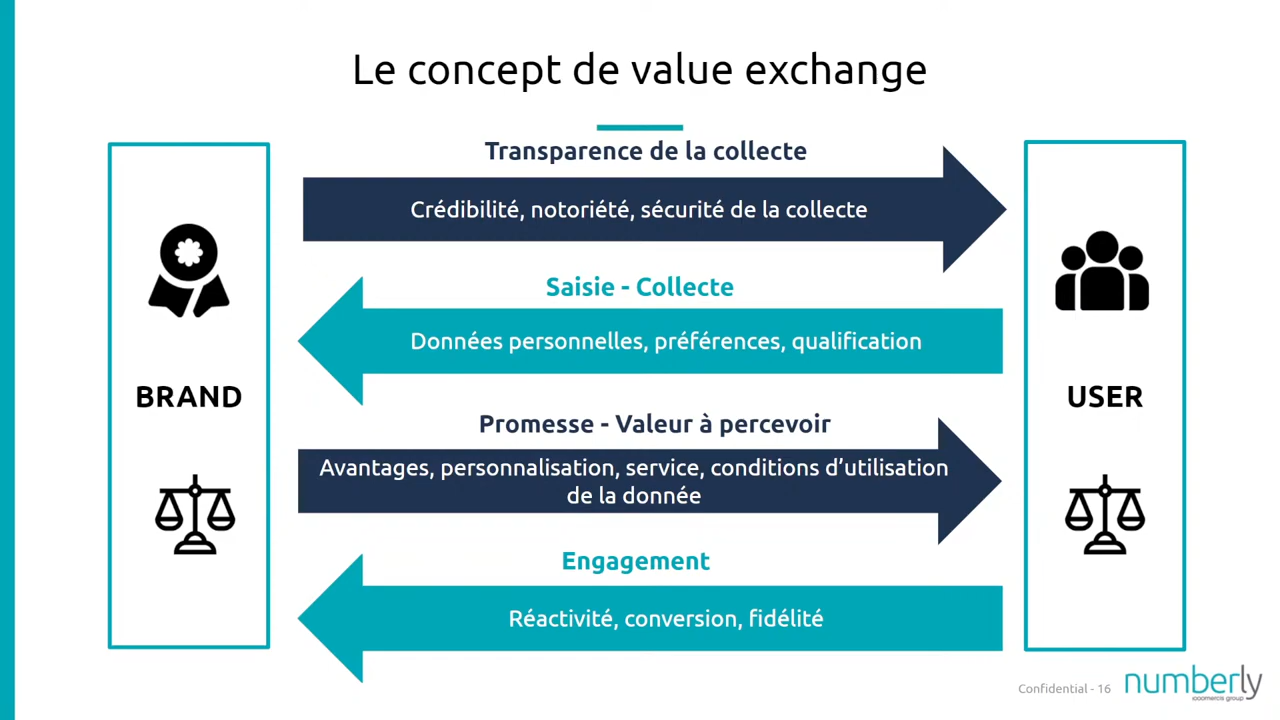 Le concept de value exchange
Transparence de la collecte
Crédibilité, notoriété, sécurité de la collecte
Saisie - Collecte
Données personnelles, préférences, qualification
BRAND
USER
Promesse - Valeur à percevoir
Avantages, personnalisation, service, conditions d’utilisation
de la donnée
Engagement
Réactivité, conversion, fidélité
Confidential - 16
numberly
1000mercis group